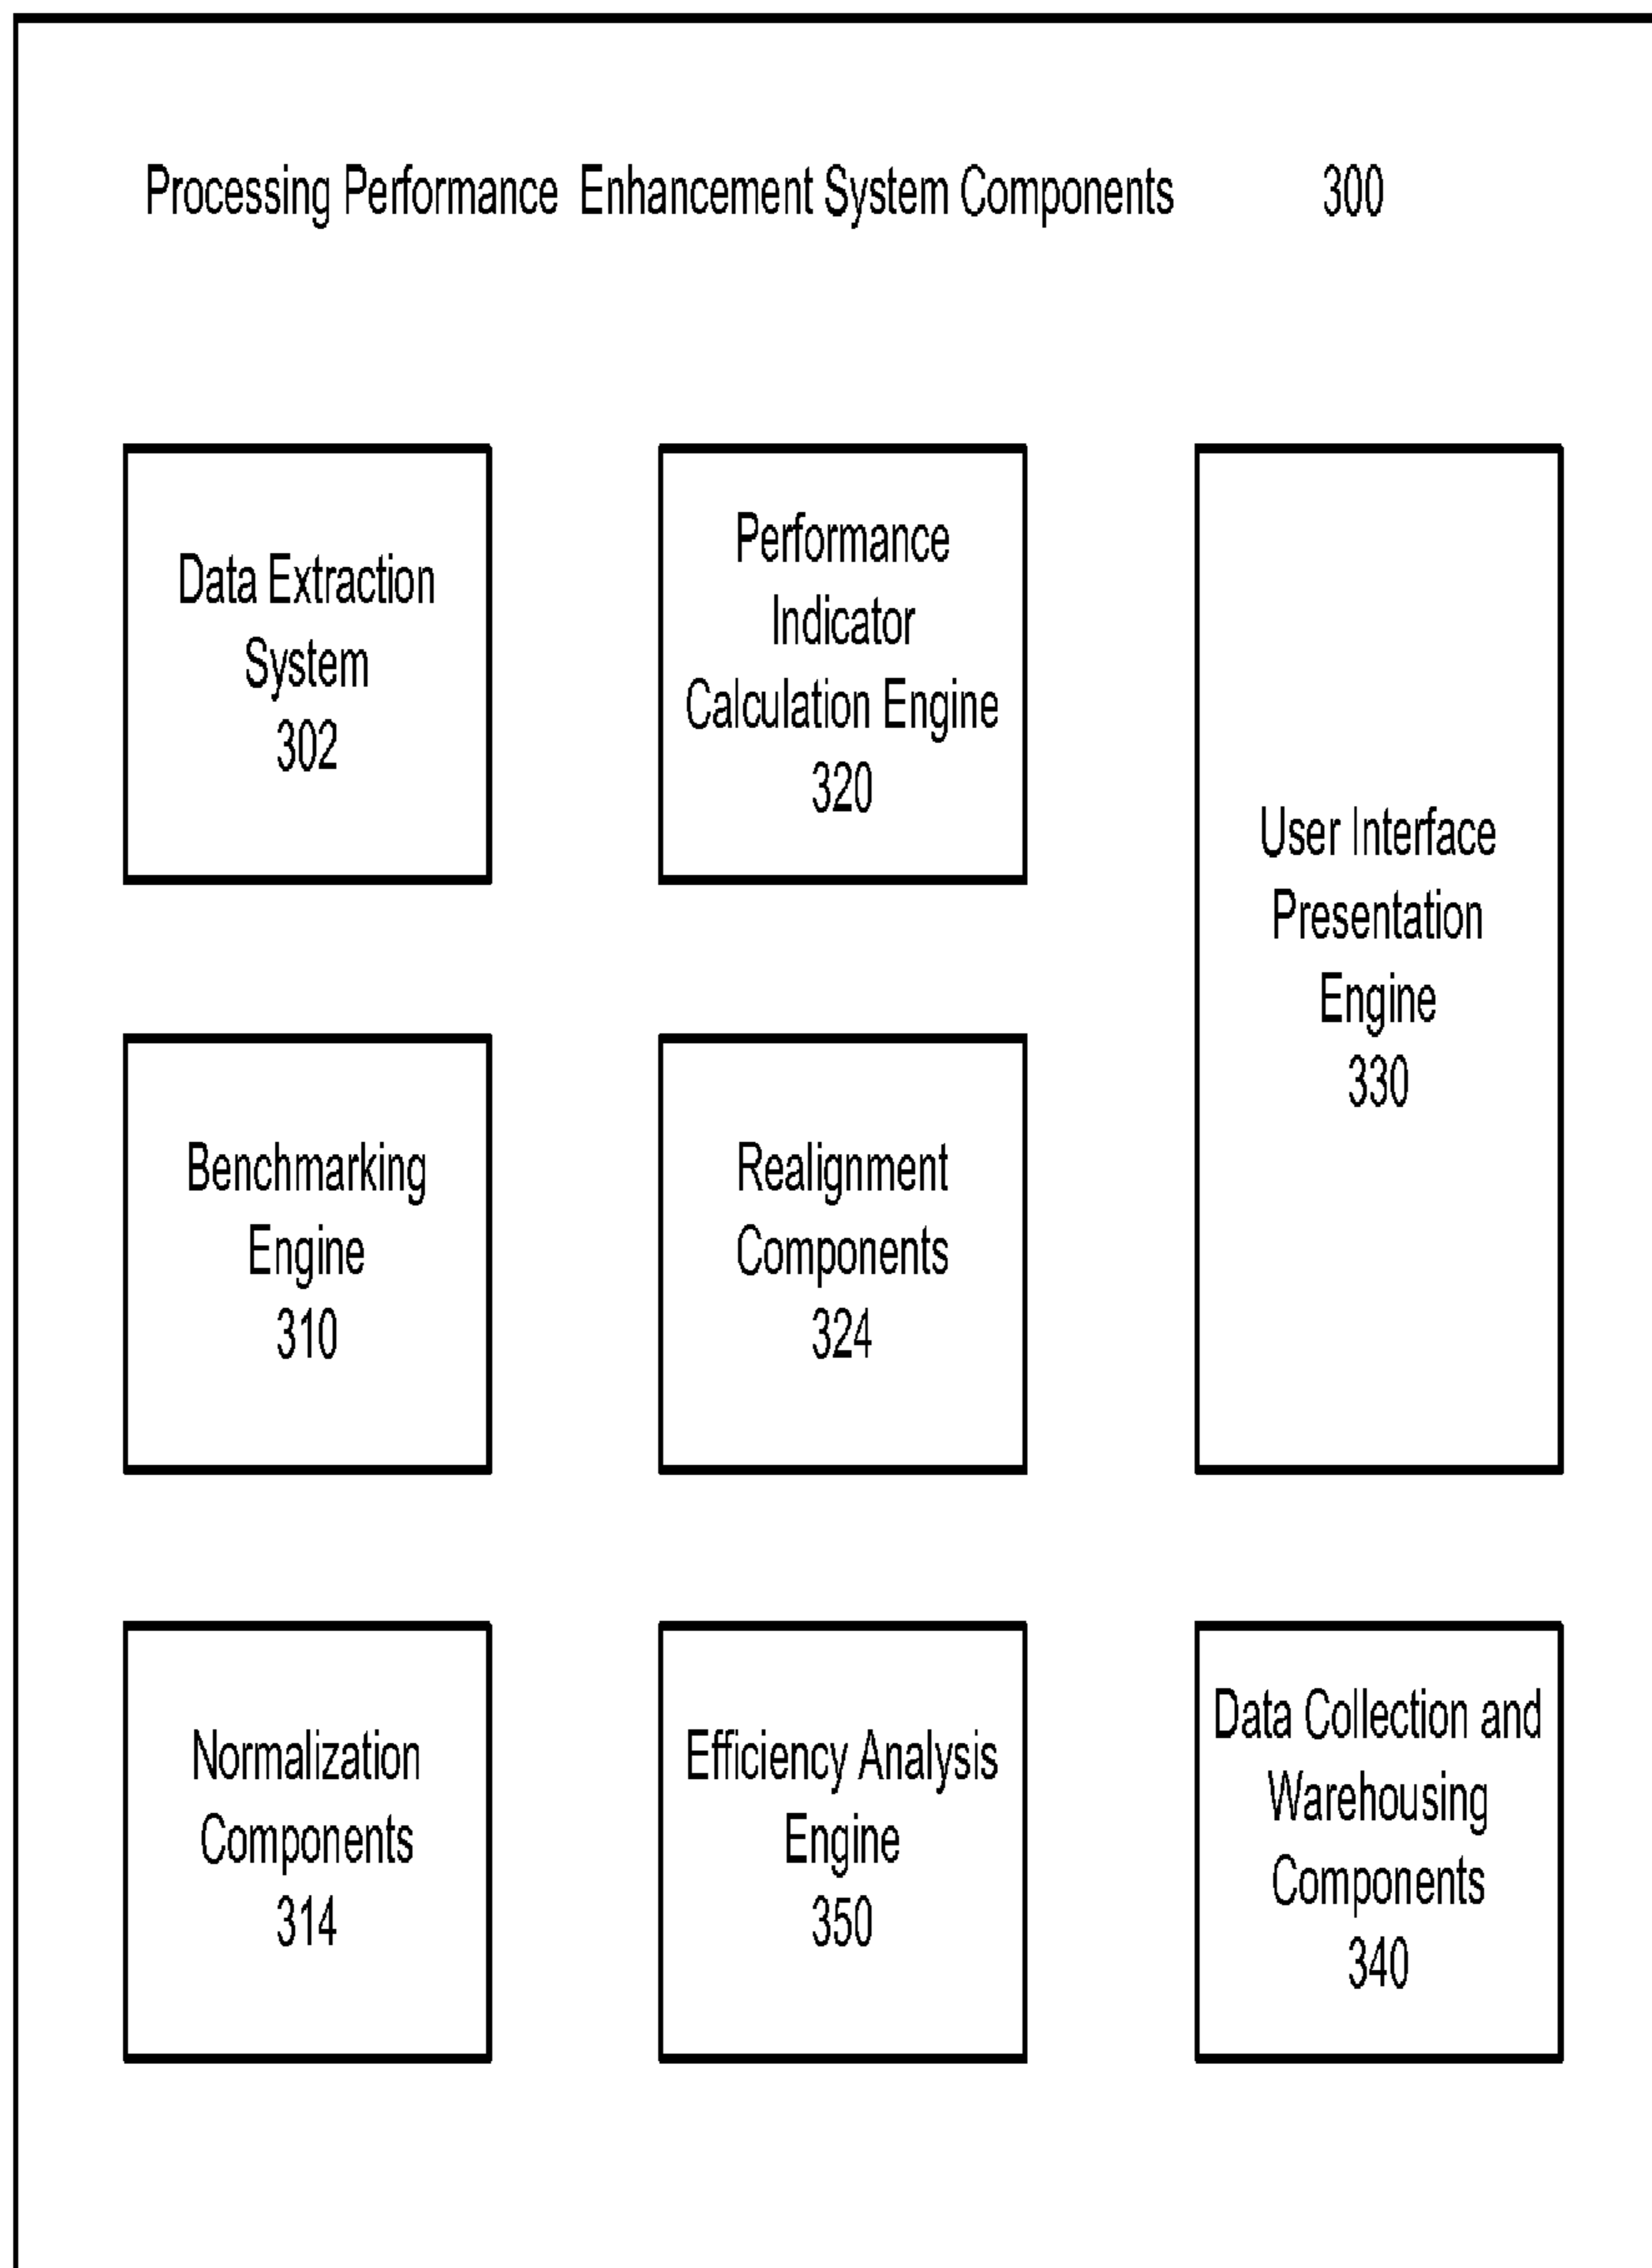 Processing Performance Enhancement System Components 300
Data Extraction
System
302
Performance
Indicator
Calculation Engine
320
User Interface
Presentation
Engine
330
Benchmarking
Engine
310
Realignment
Components
324
Normalization
Components
314
Efficiency Analysis
Engine
350
Data Collection and
Warehousing
Components
340